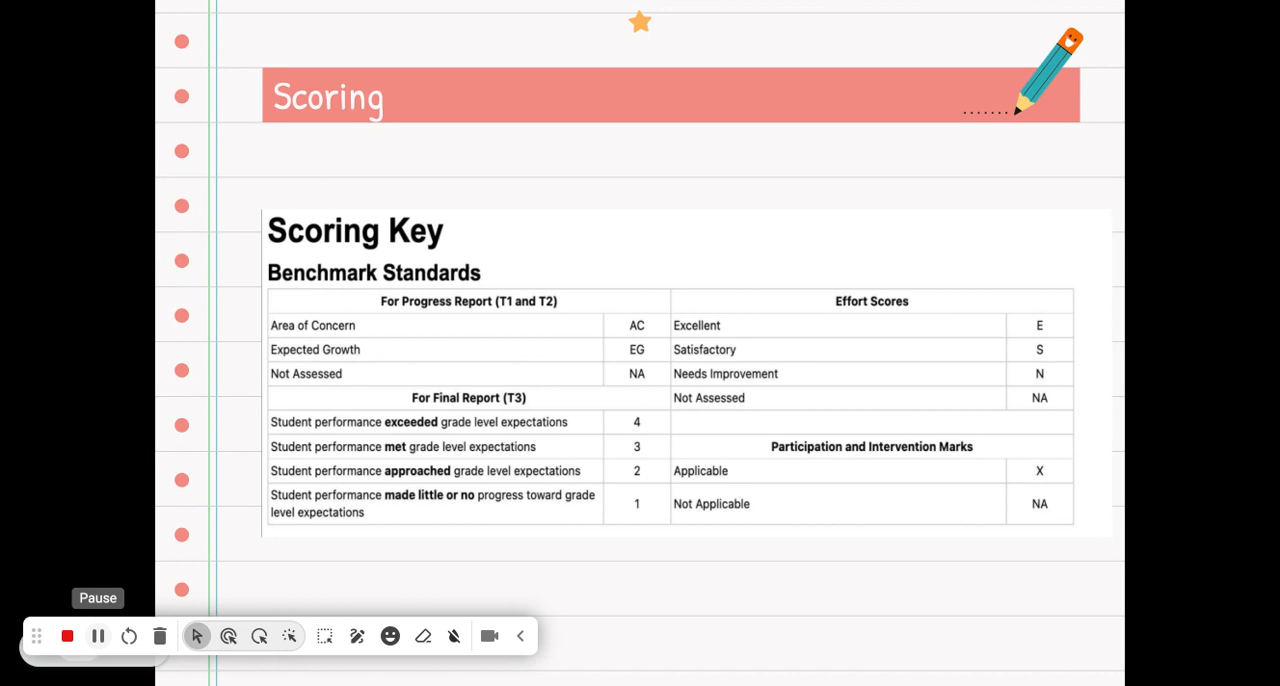 Scoring
Scoring Key
Benchmark Standards
For Progress Report (T1 and T2) Effort Scores
Area of Concern AC Excellent E
Expected Growth EG Satisfactory S
Not Assessed NA Needs Improvement N
For Final Report (T3) Not Assessed NA
Student performance exceeded grade level expectations 4
Student performance met grade level expectations 3 Participation and Intervention Marks
Student performance approached grade level expectations 2 Applicable X
Student performance made little or no progress toward grade
level expectations 1 Not Applicable NA
Pause